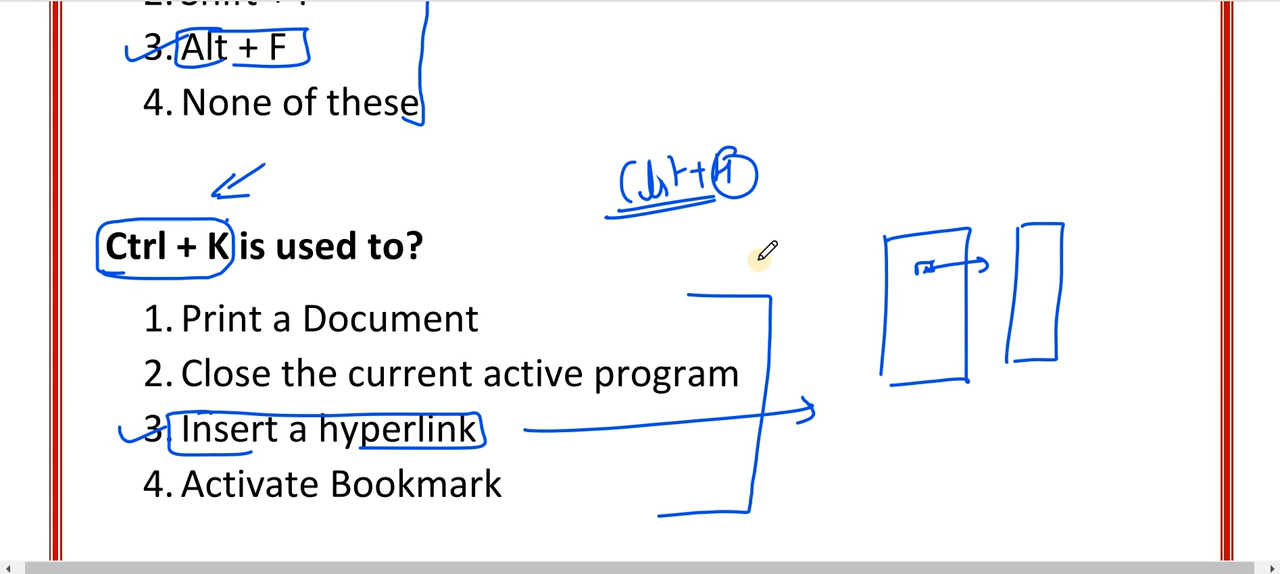 3. Alt + F
4. None of these
Ctrl + K is used to?
1. Print a Document
2. Close the current active program
3. Insert a hyperlink
4. Activate Bookmark